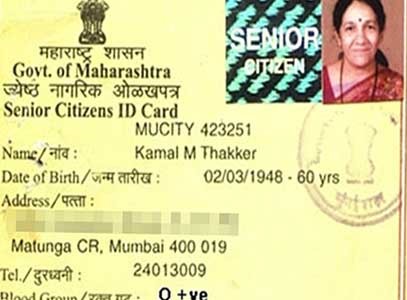 महाराष्ट्र शासन
Govt. of Maharashtra
ज्येष्ठ नागरिक ओळखपत्र
Senior Citizens ID Card
SENIOR
CITIZEN
MUCITY 423251
Name/नांव : Kamal M Thakker
Date of Birth/जन्म तारीख : 02/03/1948 - 60 yrs
Address/पत्ता :
Matunga CR, Mumbai 400 019
Tel./दुरध्वनी : 24013009
Blood Group/रक्त गट : O +ve